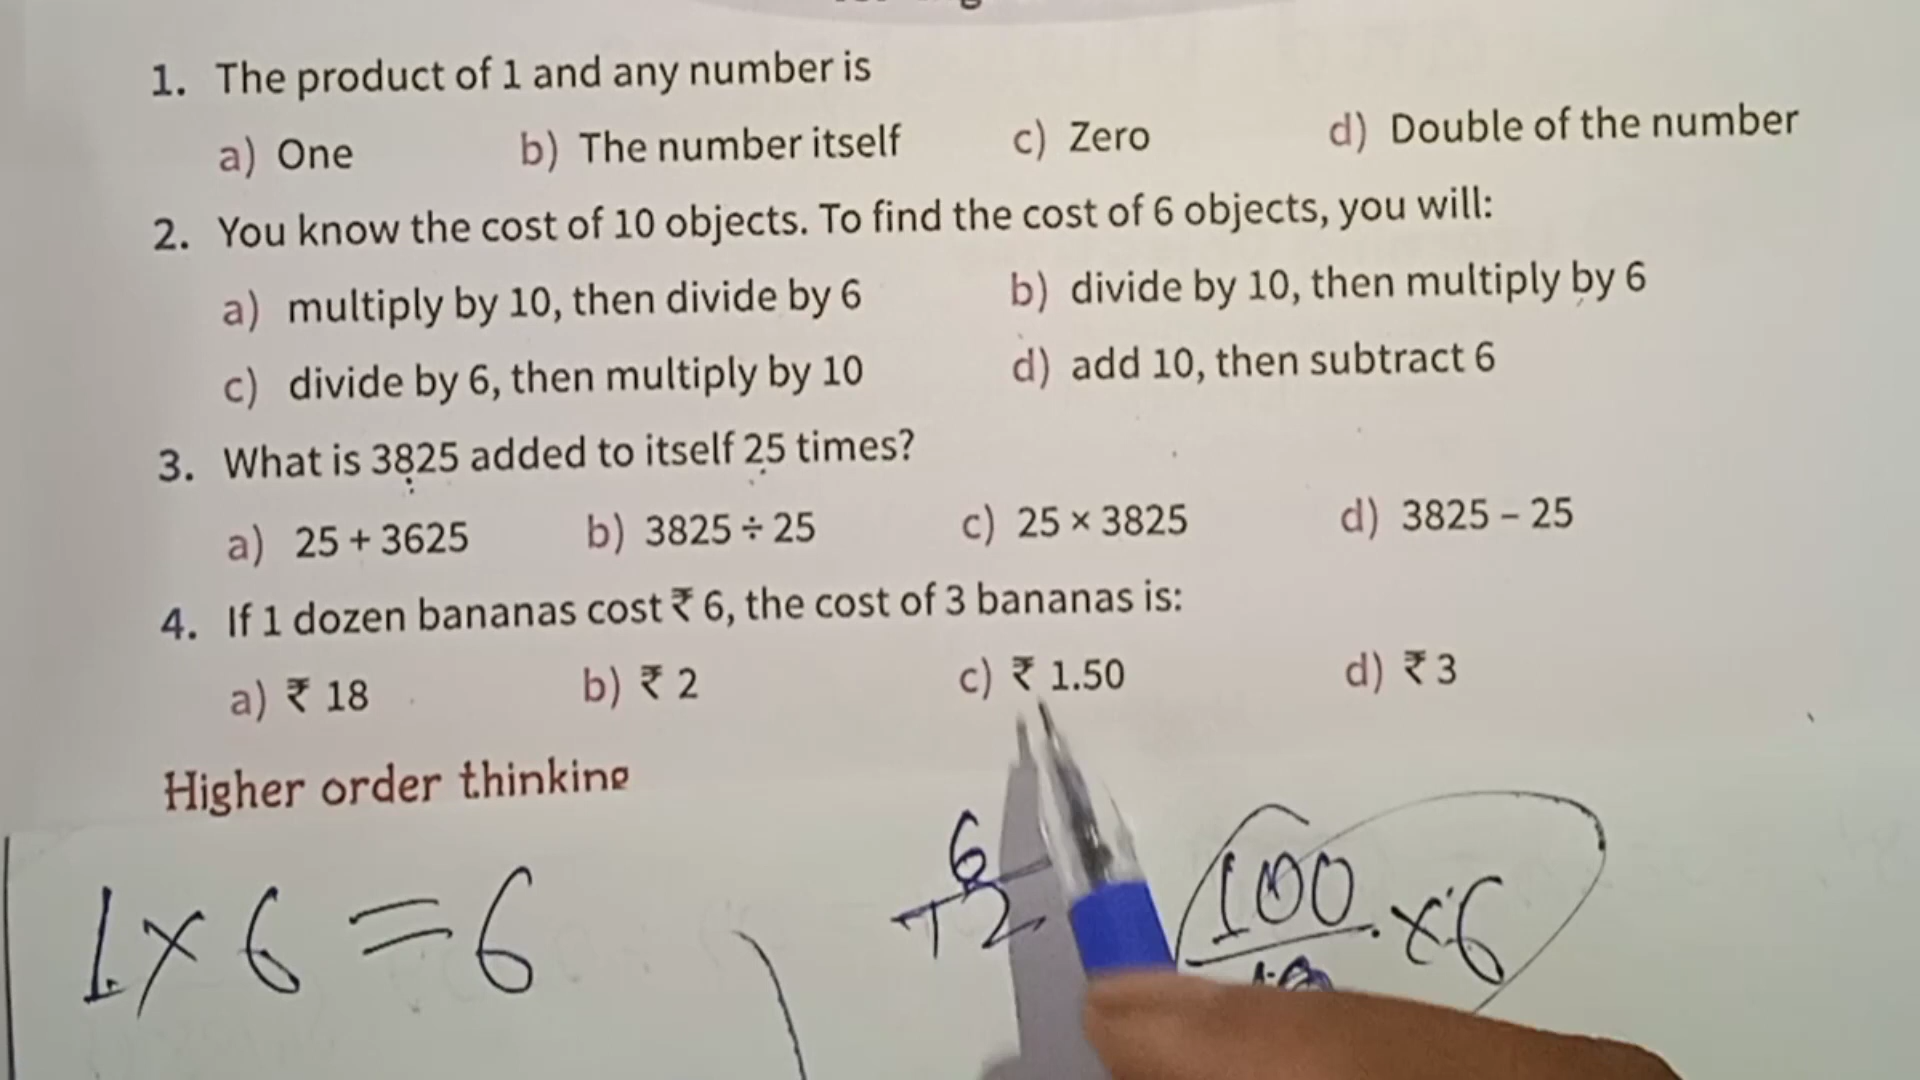 1. The product of 1 and any number is
a) One b) The number itself c) Zero d) Double of the number
2. You know the cost of 10 objects. To find the cost of 6 objects, you will:
a) multiply by 10, then divide by 6 b) divide by 10, then multiply by 6
c) divide by 6, then multiply by 10 d) add 10, then subtract 6
3. What is 3825 added to itself 25 times?
a) 25 + 3625 b) 3825 ÷ 25 c) 25 × 3825 d) 3825 – 25
4. If 1 dozen bananas cost ₹ 6, the cost of 3 bananas is:
a) ₹ 18 b) ₹ 2 c) ₹ 1.50 d) ₹ 3
Higher order thinking
1 × 6 = 6
6
12
100
× 6